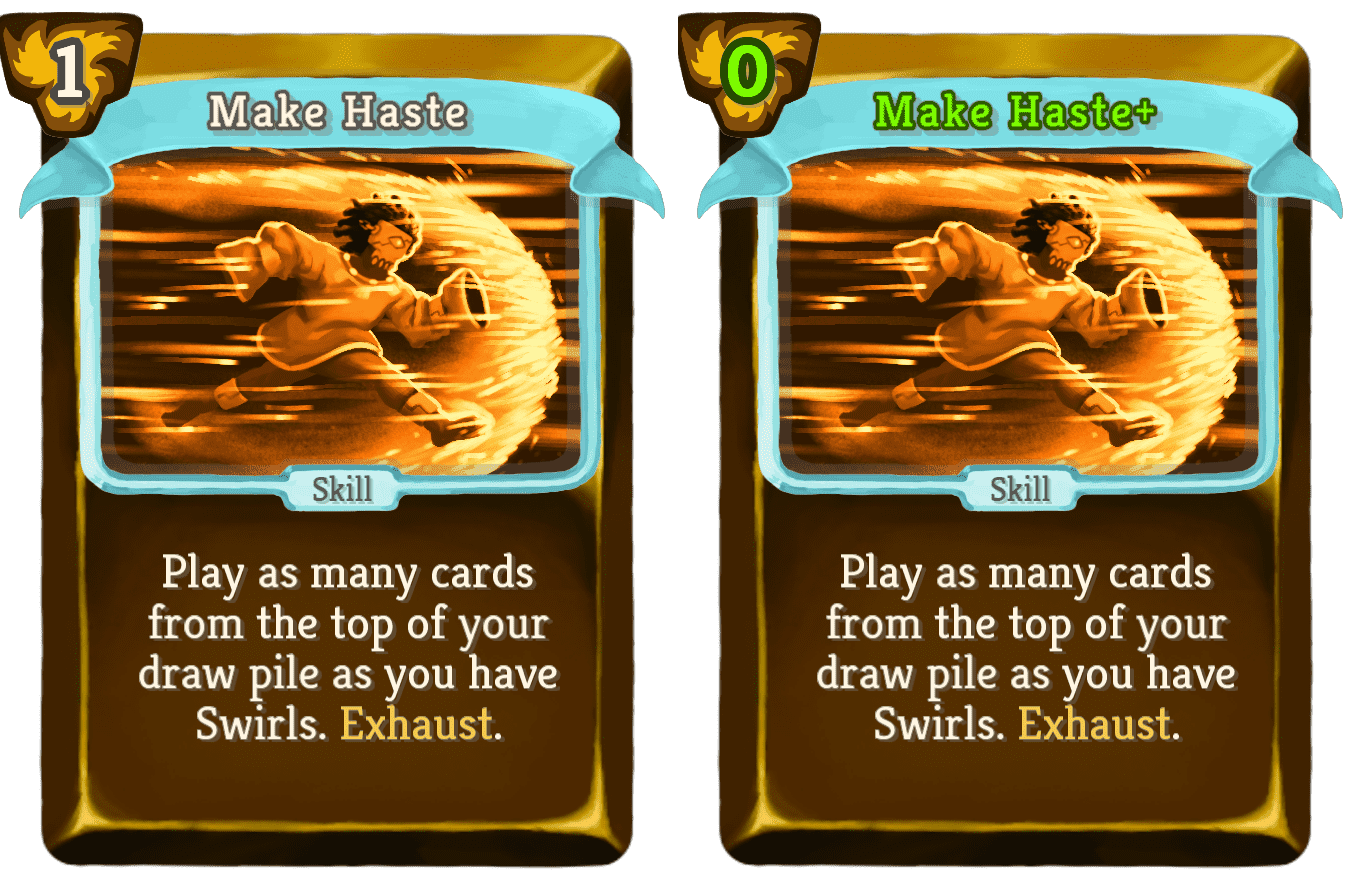 1
Make Haste
Skill
Play as many cards
from the top of your
draw pile as you have
Swirls. Exhaust.
0
Make Haste+
Skill
Play as many cards
from the top of your
draw pile as you have
Swirls. Exhaust.